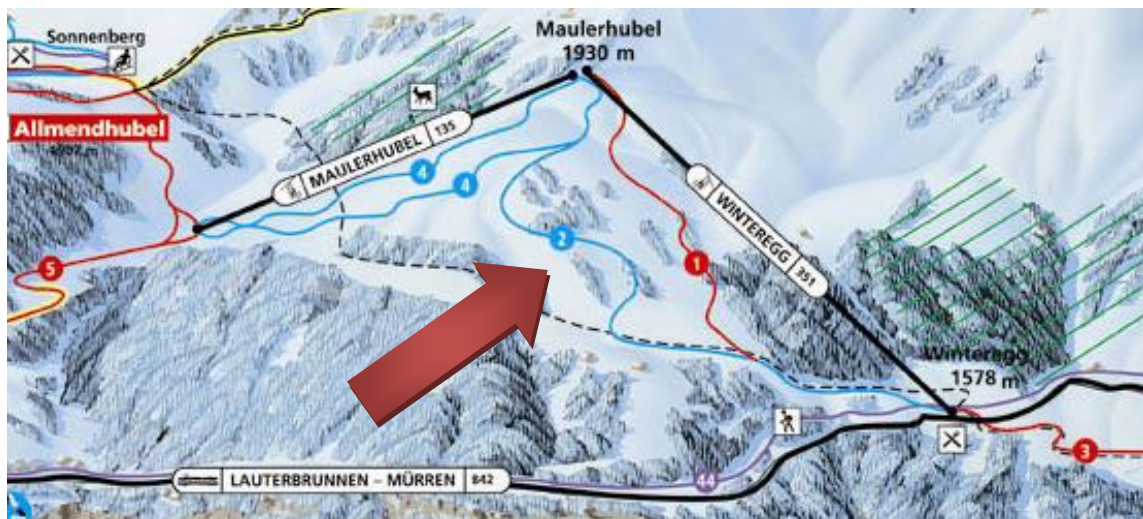 Sonnenberg
Maulerhubel
1930 m
Allmendhubel
MAULERHUBEL 135
4
4
2
5
1
WINTEREGG 351
Winteregg
1578 m
3
44
LAUTERBRUNNEN – MÜRREN 842